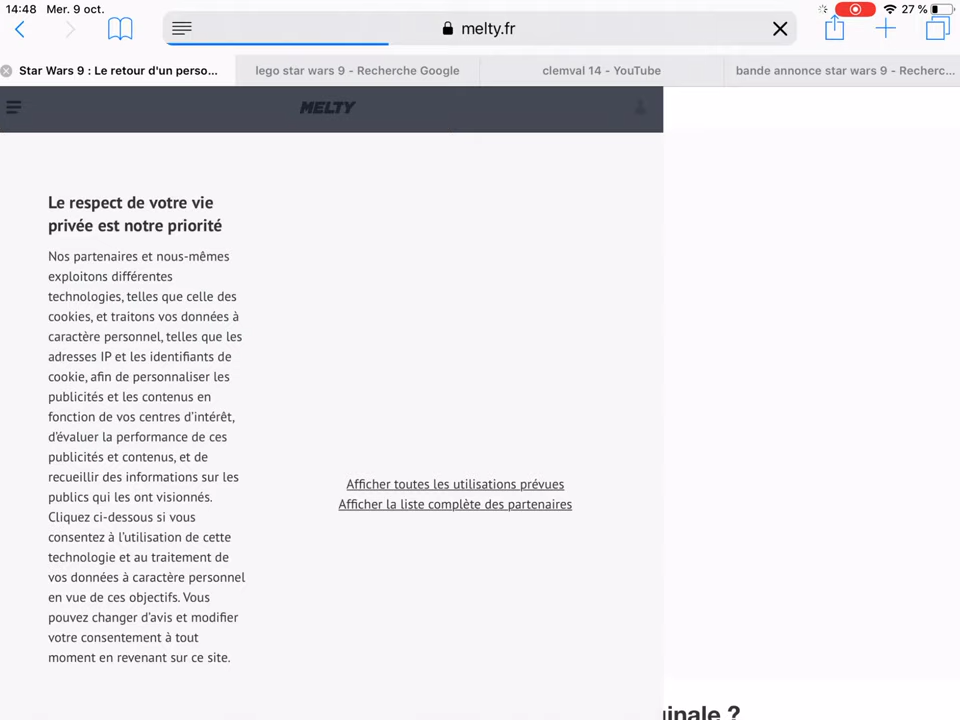 14:48 Mer. 9 oct. 27 %
melty.fr
Star Wars 9 : Le retour d'un perso... lego star wars 9 - Recherche Google clemval 14 - YouTube bande annonce star wars 9 - Recherc...
MELTY
Le respect de votre vie
privée est notre priorité
Nos partenaires et nous-mêmes
exploitons différentes
technologies, telles que celle des
cookies, et traitons vos données à
caractère personnel, telles que les
adresses IP et les identifiants de
cookie, afin de personnaliser les
publicités et les contenus en
fonction de vos centres d'intérêt,
d'évaluer la performance de ces
publicités et contenus, et de
recueillir des informations sur les
publics qui les ont visionnés.
Cliquez ci-dessous si vous
consentez à l'utilisation de cette
technologie et au traitement de
vos données à caractère personnel
en vue de ces objectifs. Vous
pouvez changer d'avis et modifier
votre consentement à tout
moment en revenant sur ce site.
Afficher toutes les utilisations prévues
Afficher la liste complète des partenaires
inale ?